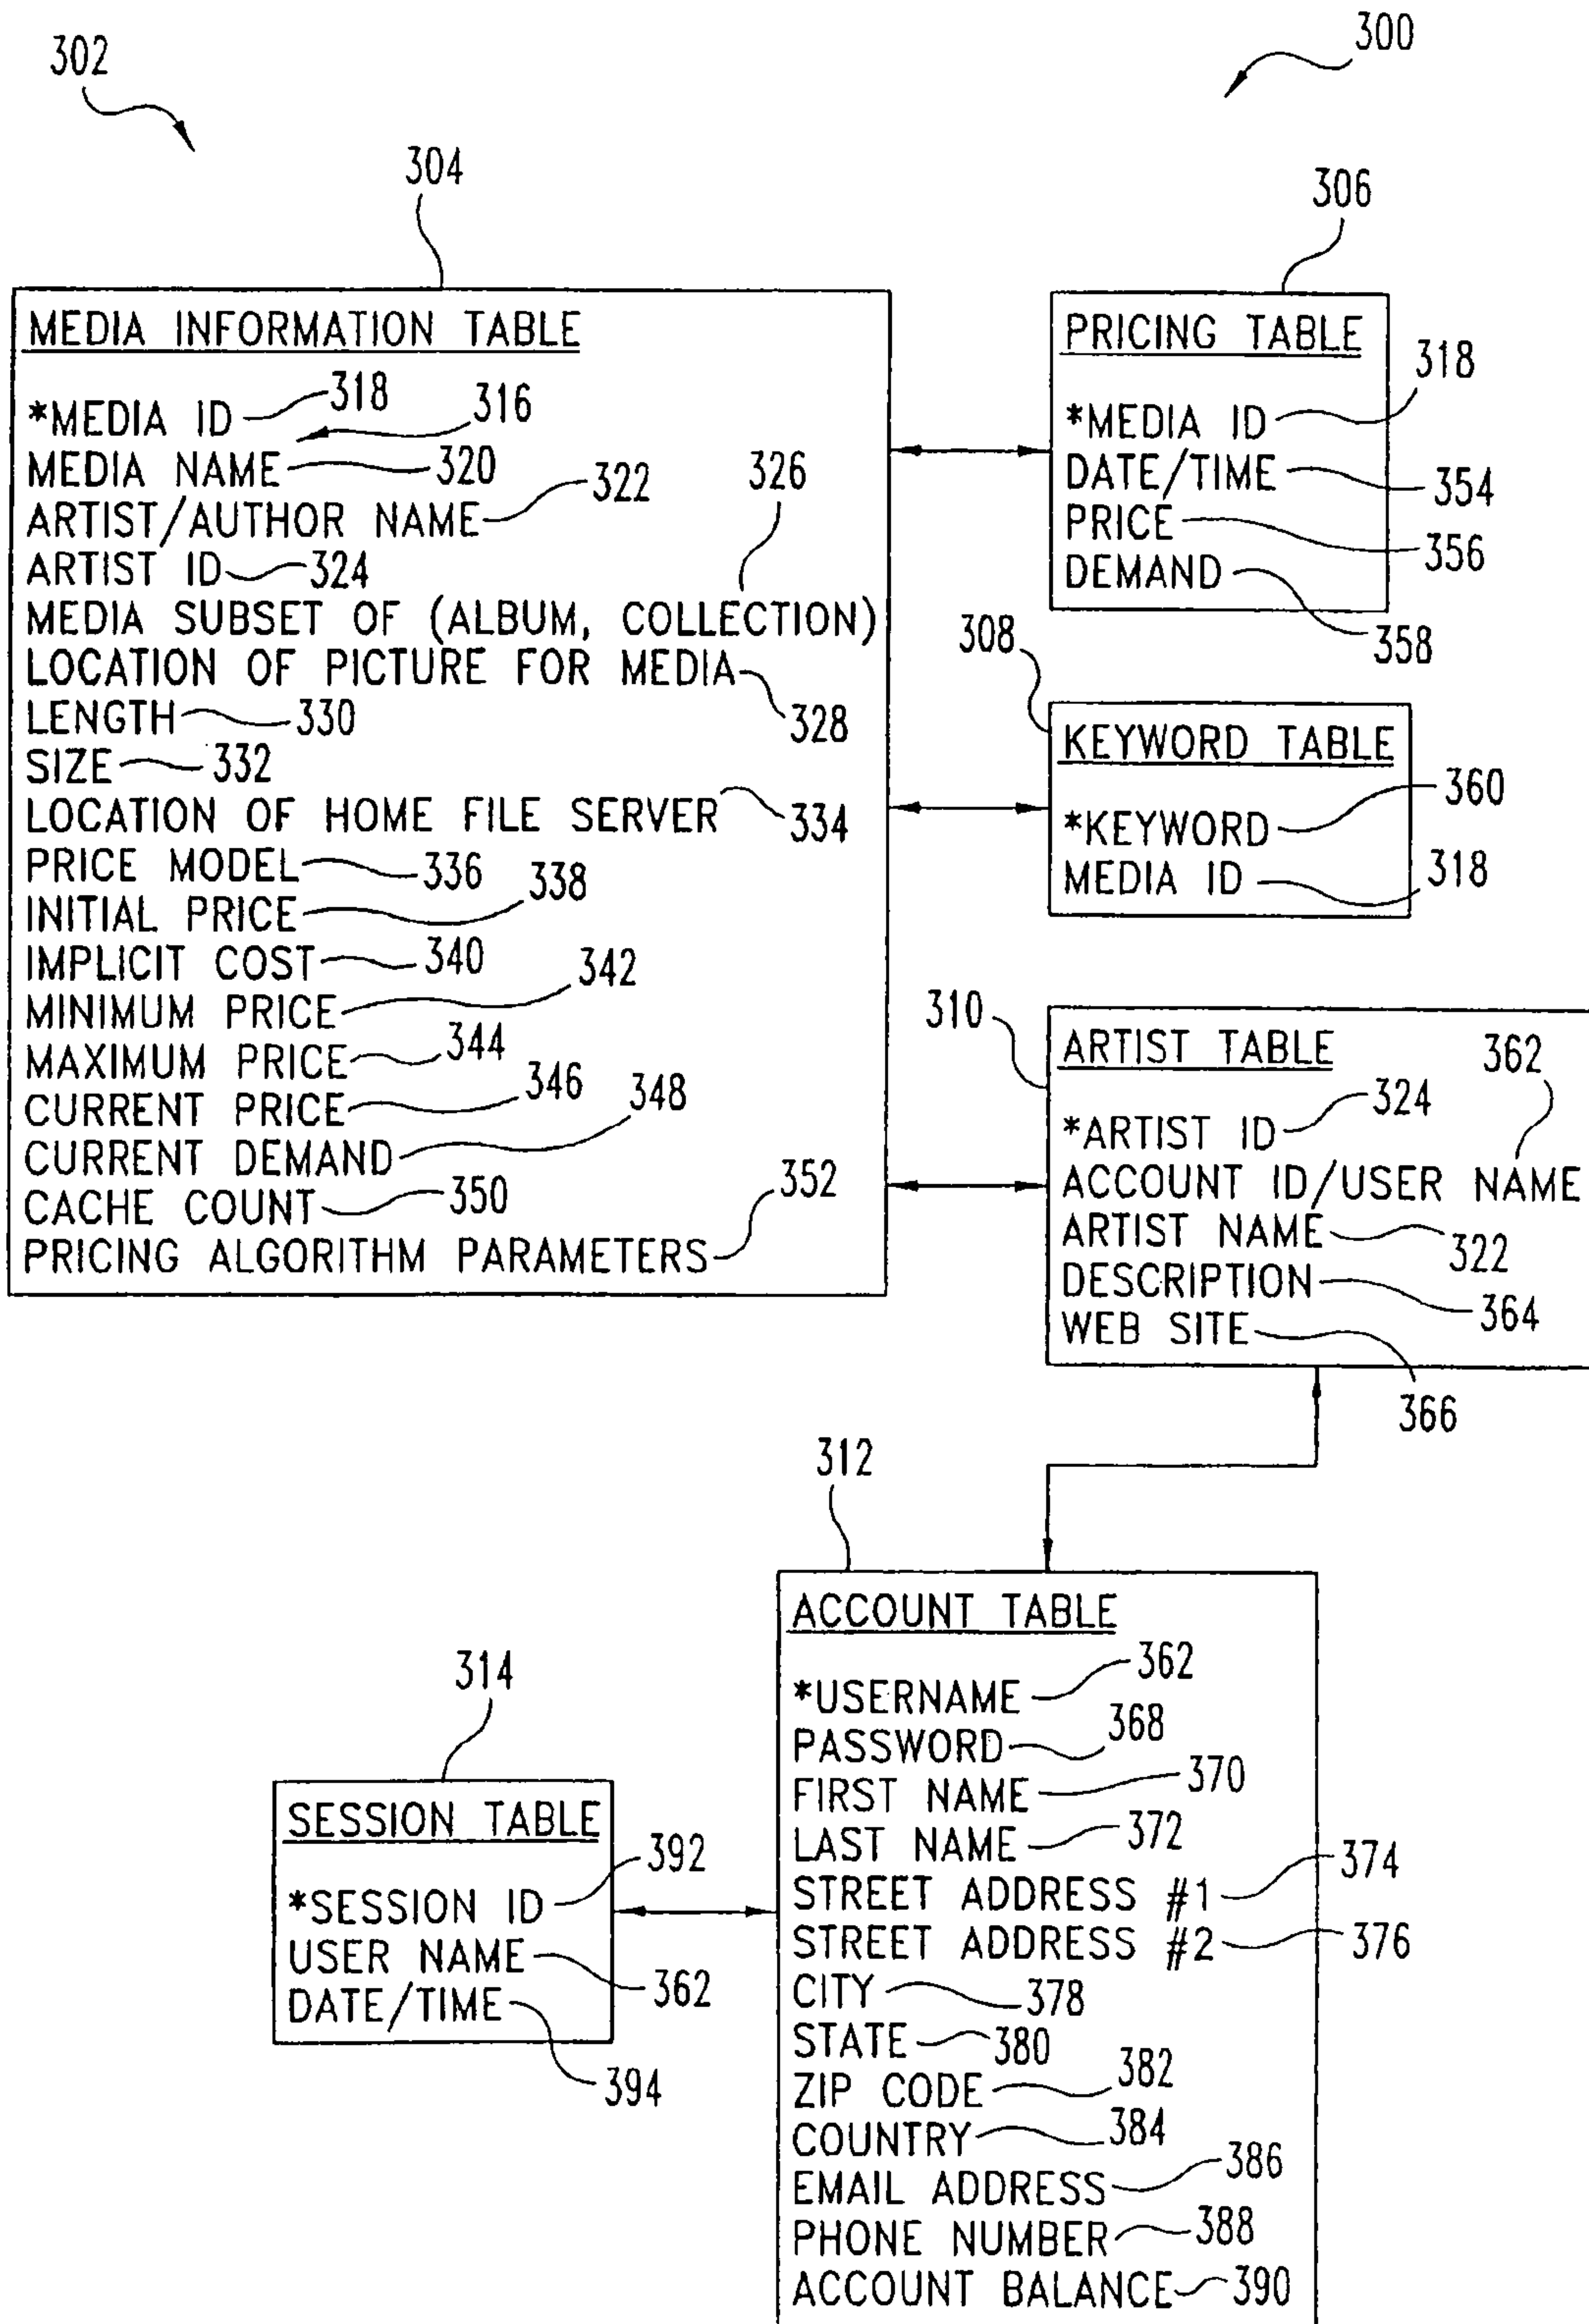 302
300
304
MEDIA INFORMATION TABLE
*MEDIA ID 318
316
MEDIA NAME 320
ARTIST/AUTHOR NAME 322
ARTIST ID 324
326
MEDIA SUBSET OF (ALBUM, COLLECTION)
LOCATION OF PICTURE FOR MEDIA 328
LENGTH 330
SIZE 332
LOCATION OF HOME FILE SERVER 334
PRICE MODEL 336
INITIAL PRICE 338
IMPLICIT COST 340
MINIMUM PRICE 342
MAXIMUM PRICE 344
CURRENT PRICE 346
CURRENT DEMAND 348
CACHE COUNT 350
PRICING ALGORITHM PARAMETERS 352
306
PRICING TABLE
*MEDIA ID 318
DATE/TIME 354
PRICE 356
DEMAND 358
308
KEYWORD TABLE
*KEYWORD 360
MEDIA ID 318
310
ARTIST TABLE
*ARTIST ID 324
ACCOUNT ID/USER NAME 362
ARTIST NAME 322
DESCRIPTION 364
WEB SITE 366
312
ACCOUNT TABLE
*USERNAME 362
PASSWORD 368
FIRST NAME 370
LAST NAME 372
STREET ADDRESS #1 374
STREET ADDRESS #2 376
CITY 378
STATE 380
ZIP CODE 382
COUNTRY 384
EMAIL ADDRESS 386
PHONE NUMBER 388
ACCOUNT BALANCE 390
314
SESSION TABLE
*SESSION ID 392
USER NAME 362
DATE/TIME 394